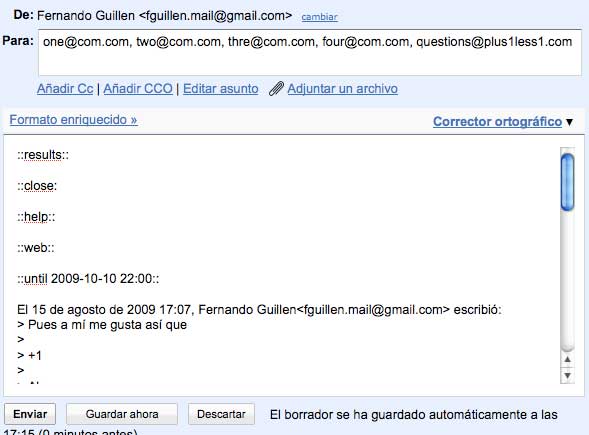 De: Fernando Guillen <fguillen.mail@gmail.com> cambiar
Para: one@com.com, two@com.com, thre@com.com, four@com.com, questions@plus1less1.com
Añadir Cc | Añadir CCO | Editar asunto Adjuntar un archivo
Formato enriquecido » Corrector ortográfico ▼
::results::
::close:
::help::
::web::
::until 2009-10-10 22:00::
El 15 de agosto de 2009 17:07, Fernando Guillen<fguillen.mail@gmail.com> escribió:
> Pues a mí me gusta así que
>
> +1
>
Enviar Guardar ahora Descartar El borrador se ha guardado automáticamente a las
17:15 (0 minutos antes)